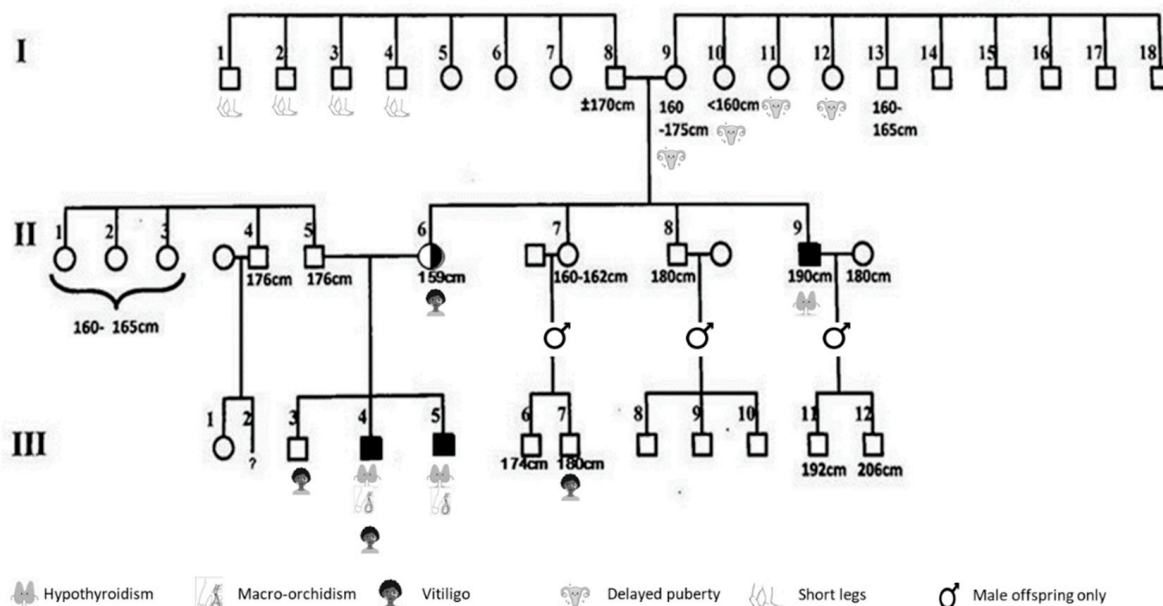 I
1 2 3 4 5 6 7 8 9 10 11 12 13 14 15 16 17 18
±170cm 160 <160cm 160-
-175cm 165cm
II
1 2 3 4 5 6 7 8 9
176cm 176cm 159cm 160-162cm 180cm 190cm 180cm
160- 165cm
III
1 2 3 4 5 6 7 8 9 10 11 12
? 174cm 180cm 192cm 206cm
Hypothyroidism Macro-orchidism Vitiligo Delayed puberty Short legs Male offspring only